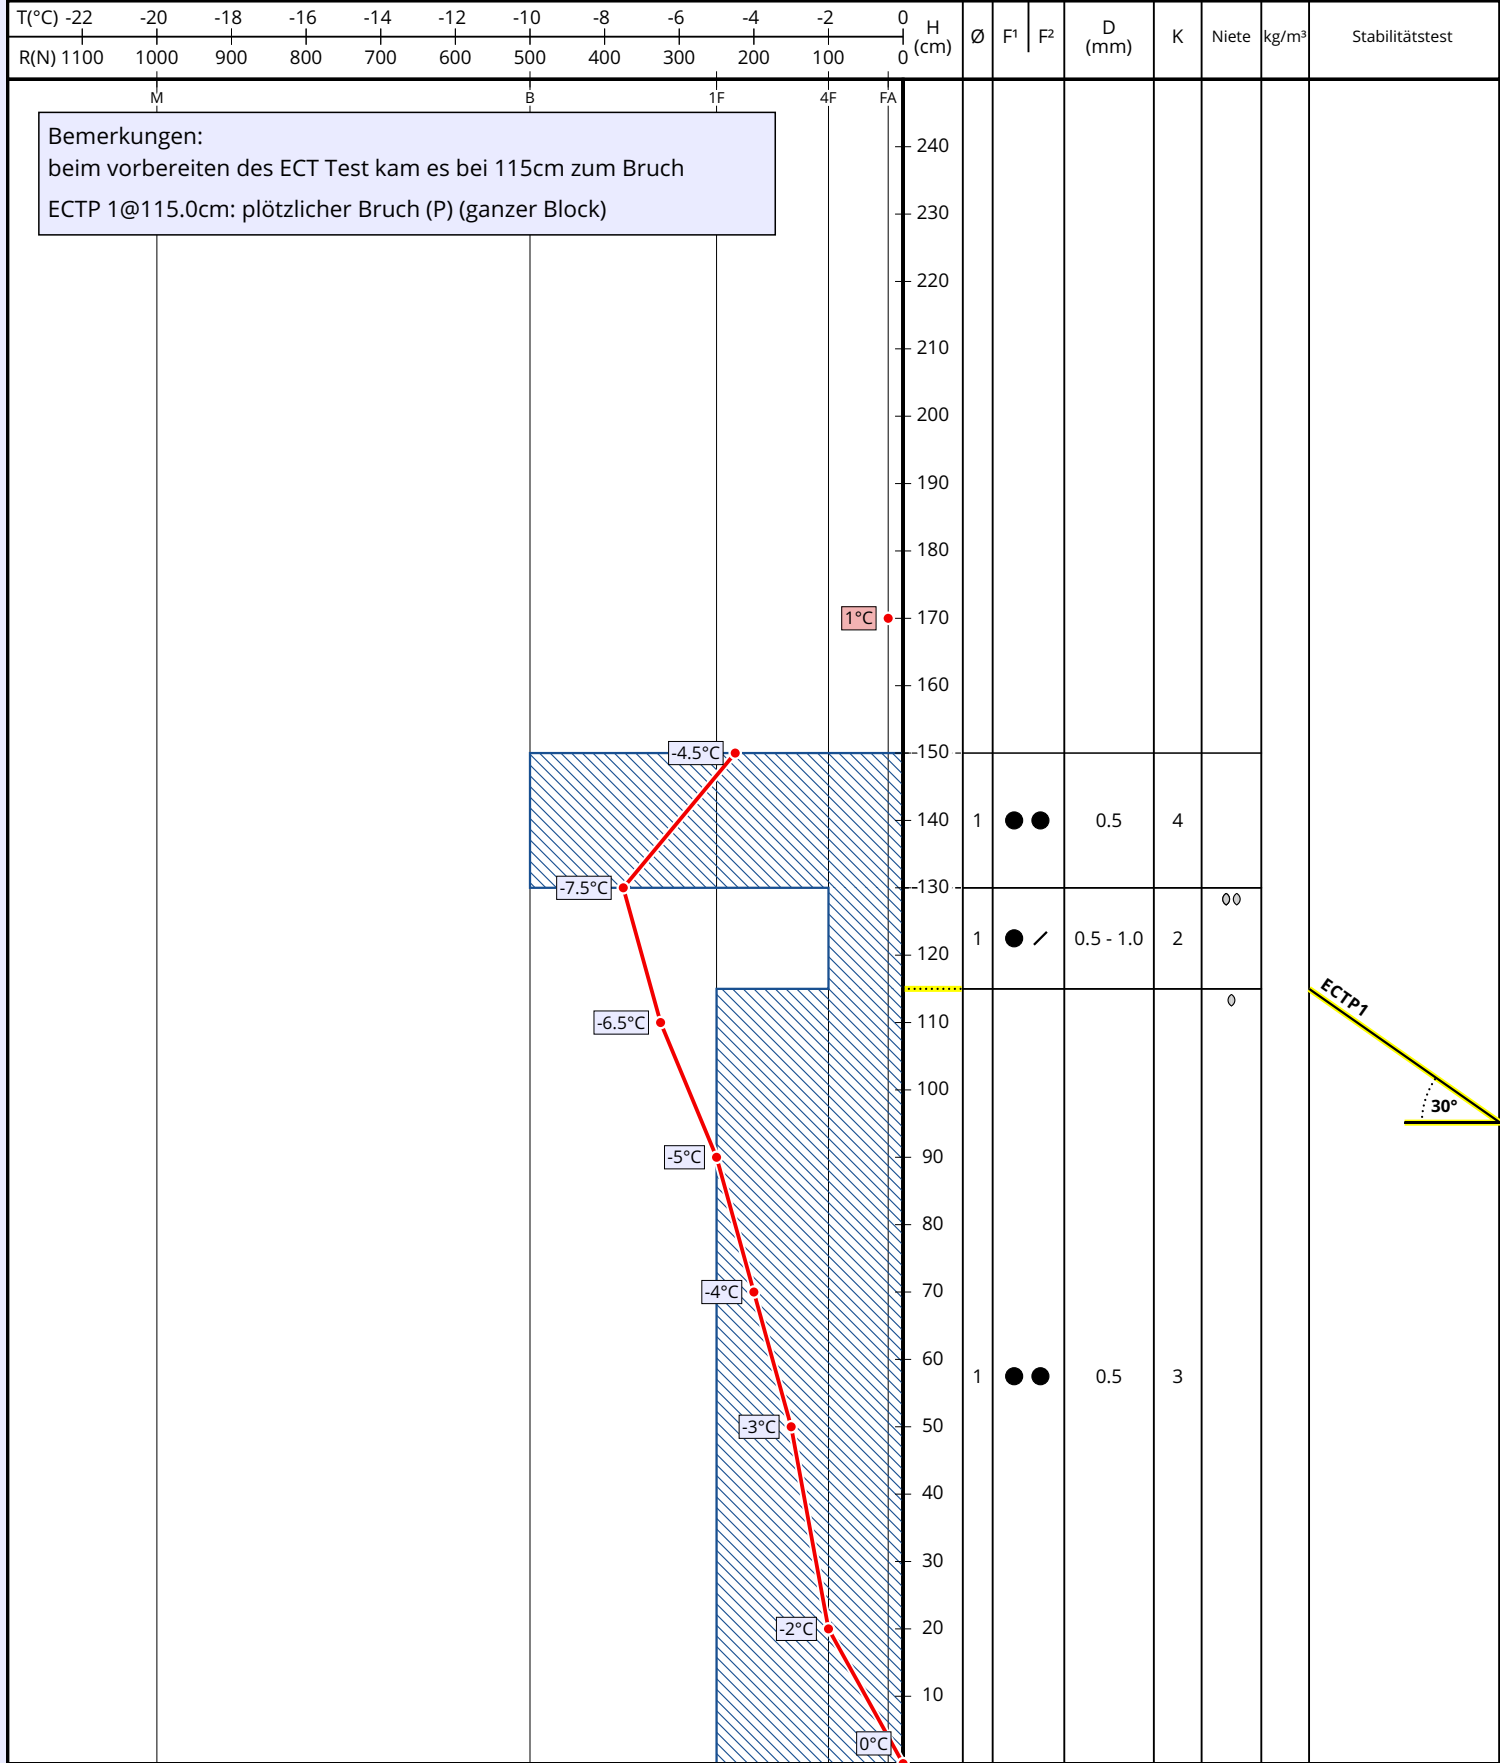 T(°C) -22 -20 -18 -16 -14 -12 -10 -8 -6 -4 -2 0
R(N) 1100 1000 900 800 700 600 500 400 300 200 100 0
H (cm)
Ø F¹ F² D (mm) K Niete kg/m³ Stabilitätstest
M B 1F 4F FA
Bemerkungen:
beim vorbereiten des ECT Test kam es bei 115cm zum Bruch
ECTP 1@115.0cm: plötzlicher Bruch (P) (ganzer Block)
240
230
220
210
200
190
180
1°C 170
160
-4.5°C 150
140 1 0.5 4
-7.5°C 130
1 0.5 - 1.0 2
120
ECTP1
-6.5°C 110
100
30°
-5°C 90
80
-4°C 70
60
1 0.5 3
-3°C 50
40
30
-2°C 20
10
0°C